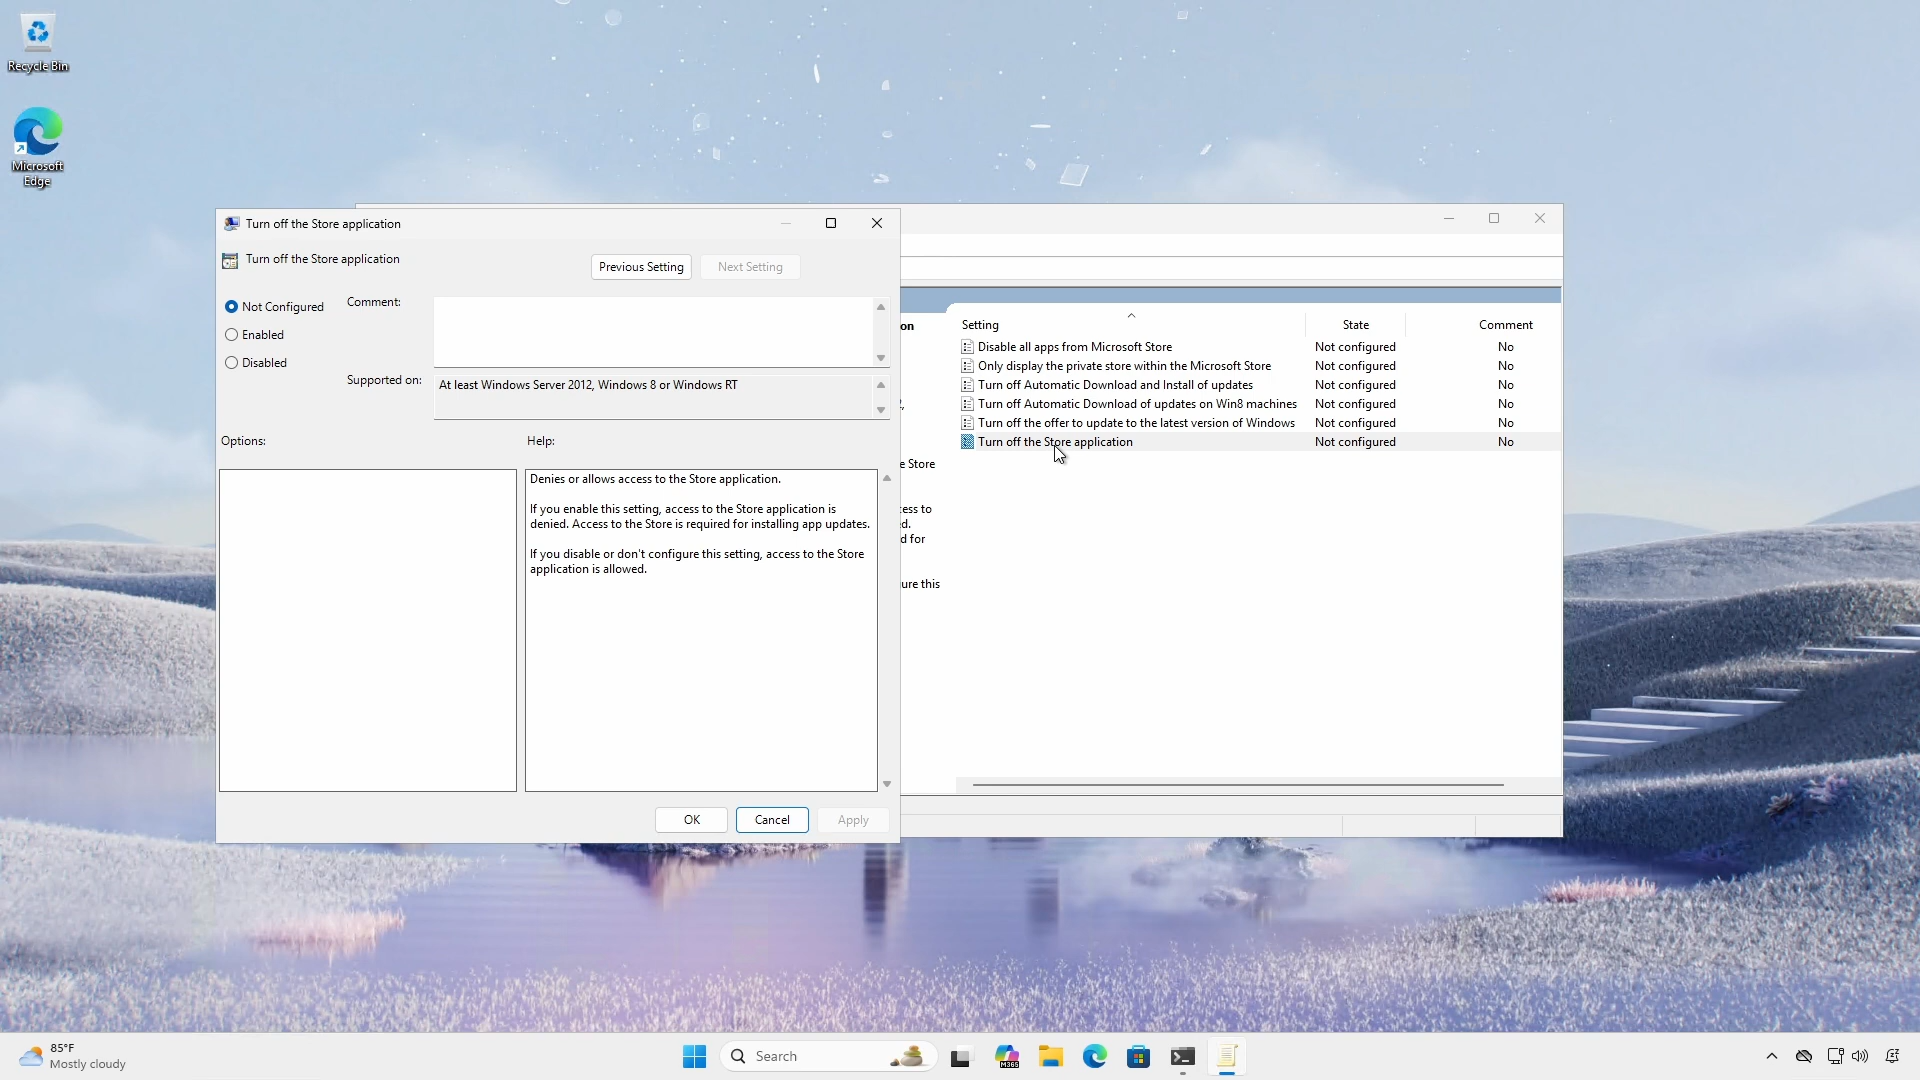 Recycle Bin
Microsoft
Edge
Turn off the Store application
Turn off the Store application
Previous Setting
Next Setting
Not Configured
Enabled
Disabled
Comment:
Supported on:
At least Windows Server 2012, Windows 8 or Windows RT
Options:
Help:
Denies or allows access to the Store application.
If you enable this setting, access to the Store application is
denied. Access to the Store is required for installing app updates.
If you disable or don't configure this setting, access to the Store
application is allowed.
OK
Cancel
Apply
on
e Store
cess to
d.
d for
ure this
Setting State Comment
Disable all apps from Microsoft Store Not configured No
Only display the private store within the Microsoft Store Not configured No
Turn off Automatic Download and Install of updates Not configured No
Turn off Automatic Download of updates on Win8 machines Not configured No
Turn off the offer to update to the latest version of Windows Not configured No
Turn off the Store application Not configured No
85°F
Mostly cloudy
Search
M365